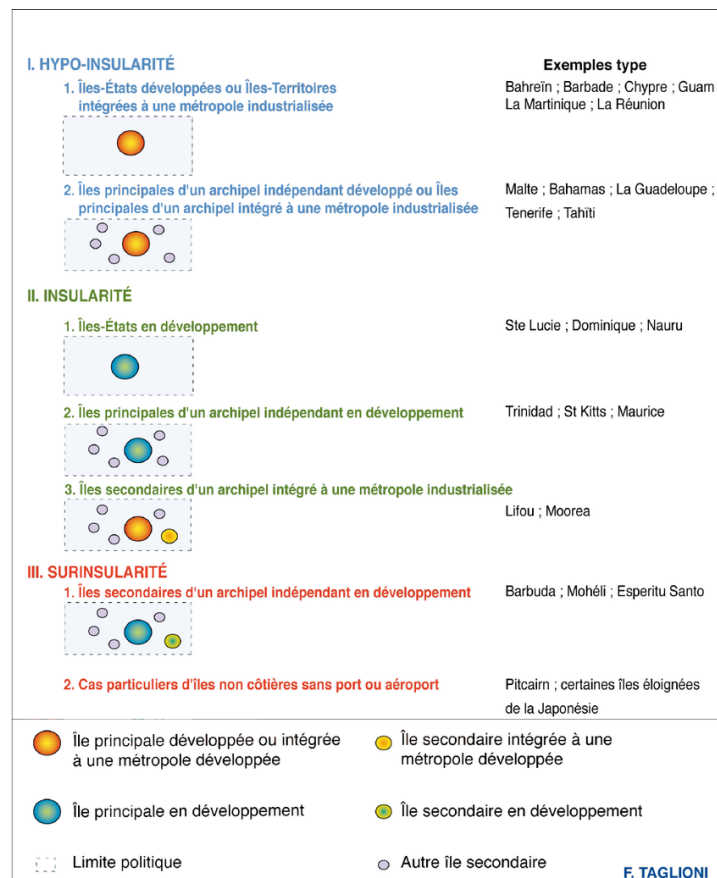 I. HYPO-INSULARITÉ
Exemples type
1. Îles-États développées ou Îles-Territoires
intégrées à une métropole industrialisée
Bahreïn ; Barbade ; Chypre ; Guam
La Martinique ; La Réunion
2. Îles principales d'un archipel indépendant développé ou Îles
principales d'un archipel intégré à une métropole industrialisée
Malte ; Bahamas ; La Guadeloupe ;
Tenerife ; Tahïti
II. INSULARITÉ
1. Îles-États en développement
Ste Lucie ; Dominique ; Nauru
2. Îles principales d'un archipel indépendant en développement
Trinidad ; St Kitts ; Maurice
3. Îles secondaires d'un archipel intégré à une métropole industrialisée
Lifou ; Moorea
III. SURINSULARITÉ
1. Îles secondaires d'un archipel indépendant en développement
Barbuda ; Mohéli ; Esperitu Santo
2. Cas particuliers d'îles non côtières sans port ou aéroport
Pitcairn ; certaines îles éloignées
de la Japonésie
Île principale développée ou intégrée
à une métropole développée
Île secondaire intégrée à une
métropole développée
Île principale en développement
Île secondaire en développement
Limite politique
Autre île secondaire
F. TAGLIONI